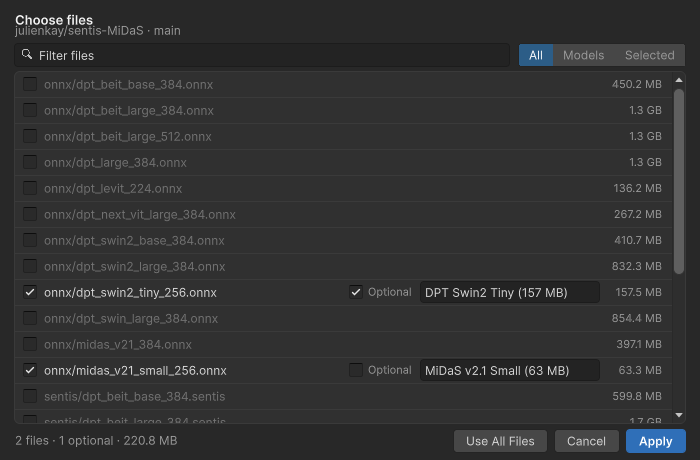 Choose files
julienkay/sentis-MiDaS · main
Filter files All Models Selected
onnx/dpt_beit_base_384.onnx 450.2 MB
onnx/dpt_beit_large_384.onnx 1.3 GB
onnx/dpt_beit_large_512.onnx 1.3 GB
onnx/dpt_large_384.onnx 1.3 GB
onnx/dpt_levit_224.onnx 136.2 MB
onnx/dpt_next_vit_large_384.onnx 267.2 MB
onnx/dpt_swin2_base_384.onnx 410.7 MB
onnx/dpt_swin2_large_384.onnx 832.3 MB
onnx/dpt_swin2_tiny_256.onnx Optional DPT Swin2 Tiny (157 MB) 157.5 MB
onnx/dpt_swin_large_384.onnx 854.4 MB
onnx/midas_v21_384.onnx 397.1 MB
onnx/midas_v21_small_256.onnx Optional MiDaS v2.1 Small (63 MB) 63.3 MB
sentis/dpt_beit_base_384.sentis 599.8 MB
sentis/dpt_beit_large_384.sentis 1.7 GB
2 files · 1 optional · 220.8 MB Use All Files Cancel Apply